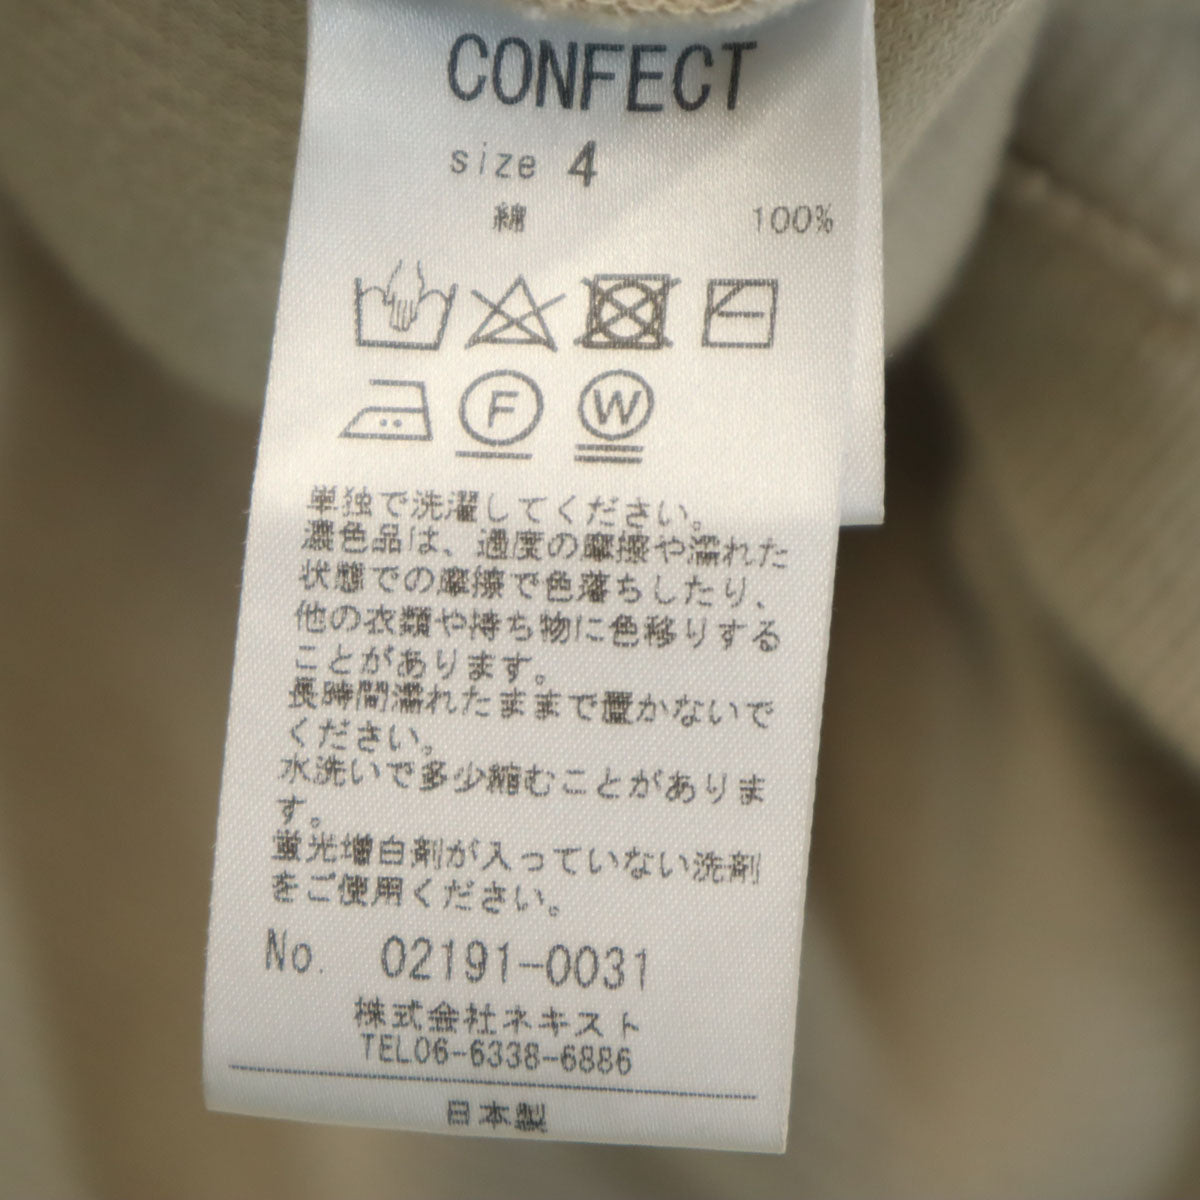 CONFECT
size 4
綿 100%
F W
単独で洗濯してください。
濃色品は、過度の摩擦や濡れた
状態での摩擦で色落ちしたり、
他の衣類や持ち物に色移りする
ことがあります。
長時間濡れたままで置かないで
ください。
水洗いで多少縮むことがありま
す。
蛍光増白剤が入っていない洗剤
をご使用ください。
No. 02191-0031
株式会社ネキスト
TEL06-6338-6886
日本製